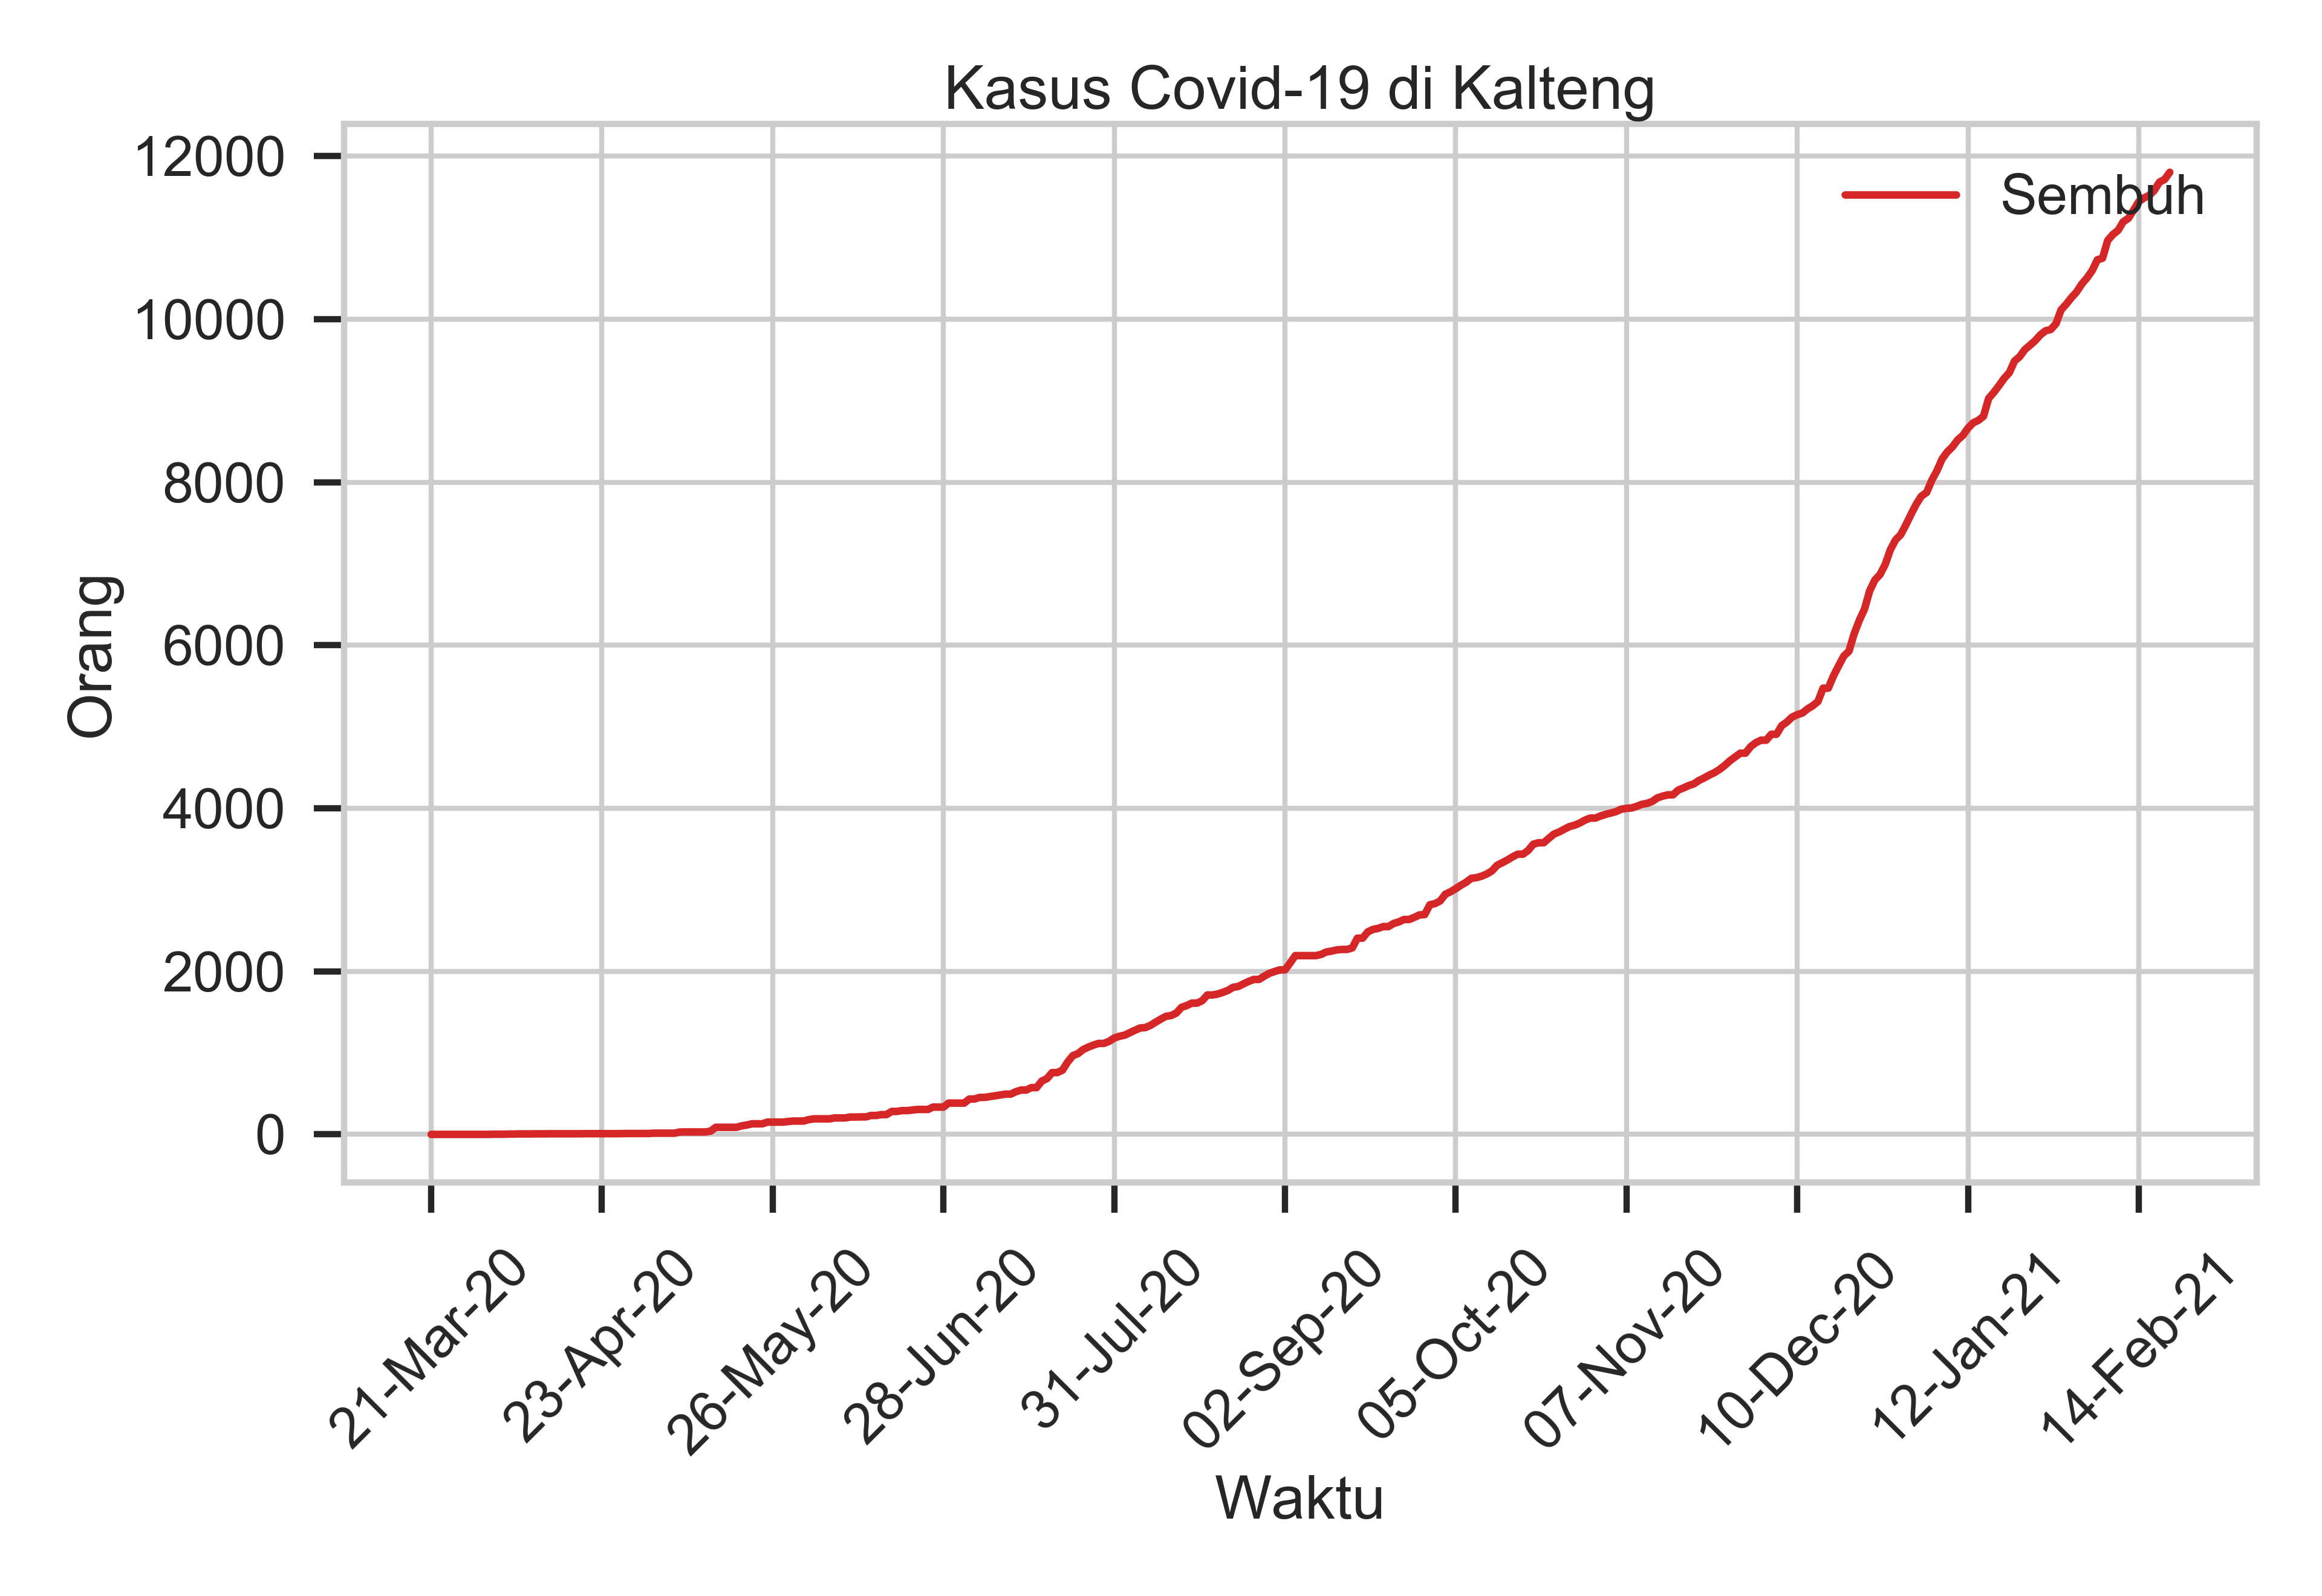 Kasus Covid-19 di Kalteng
12000
10000
8000
6000
4000
2000
0
Orang
Sembuh
21-Mar-20
23-Apr-20
26-May-20
28-Jun-20
31-Jul-20
02-Sep-20
05-Oct-20
07-Nov-20
10-Dec-20
12-Jan-21
14-Feb-21
Waktu